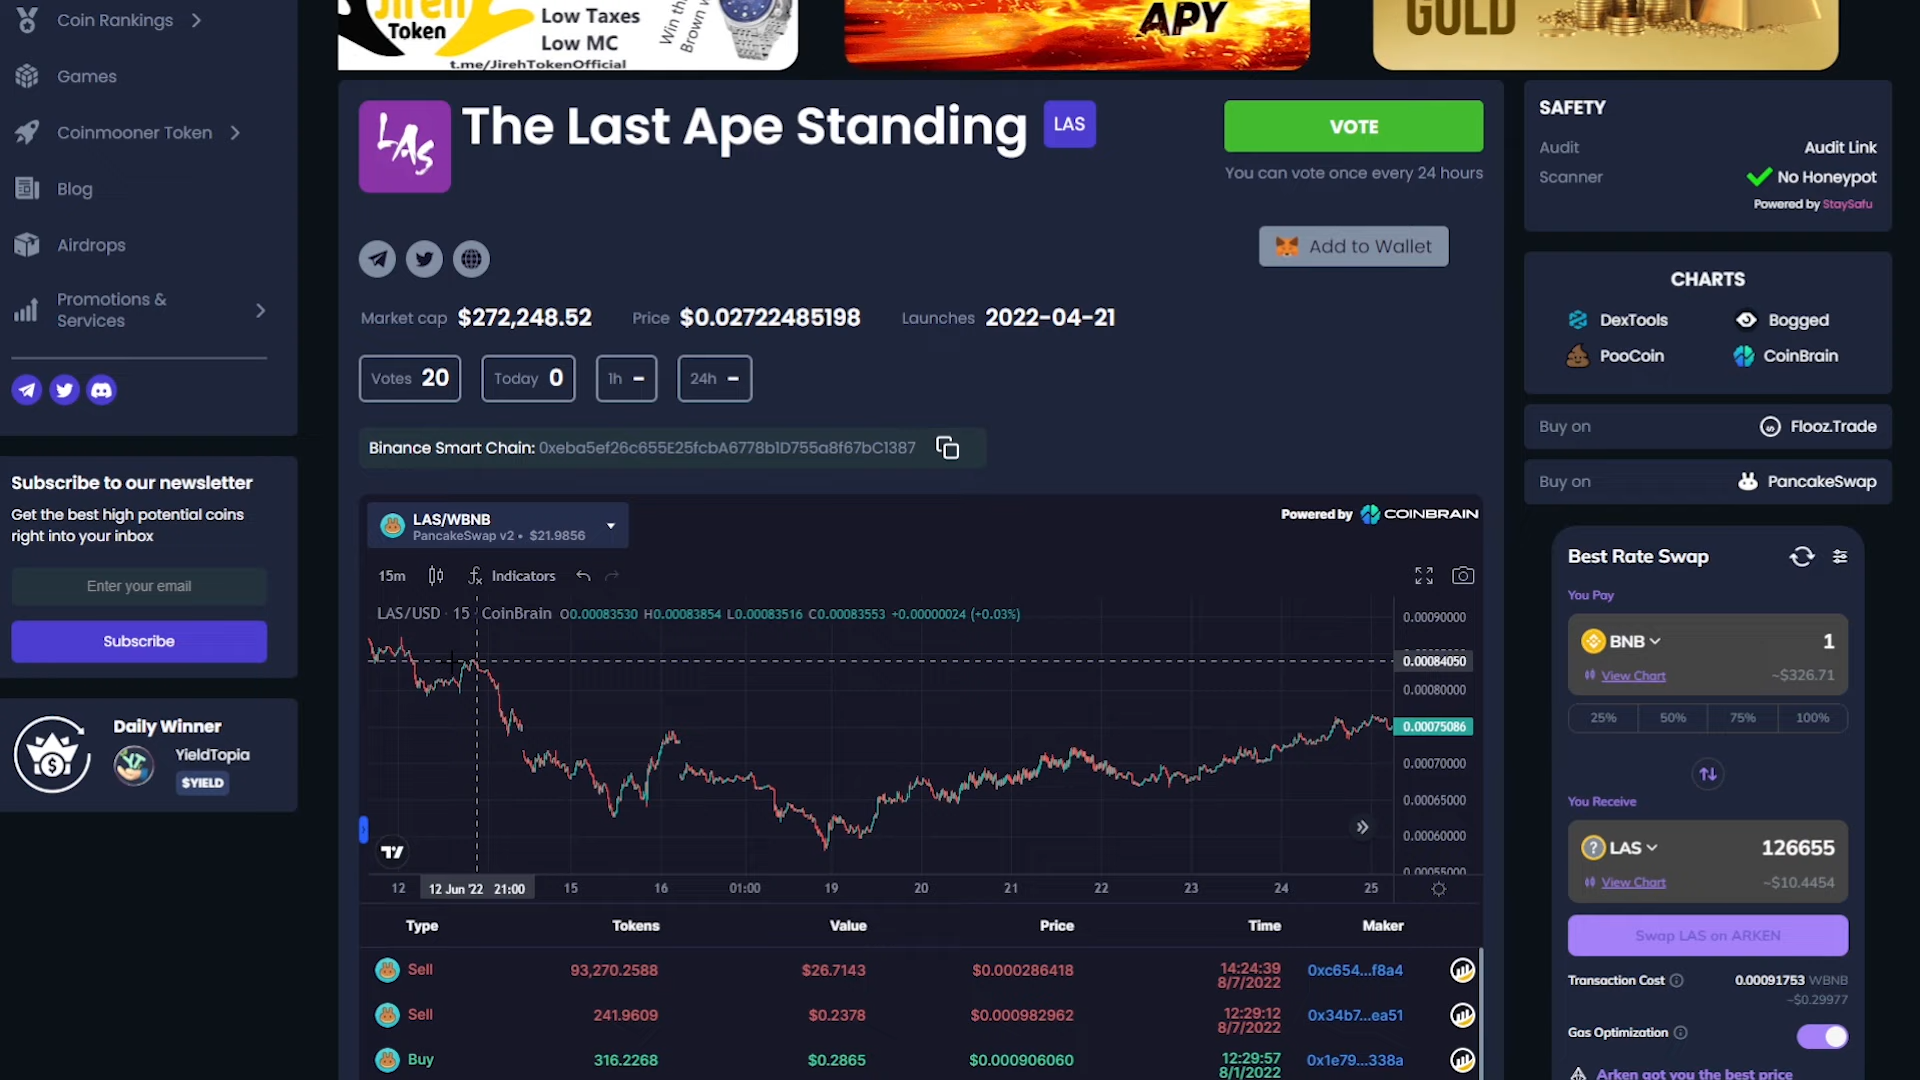 Coin Rankings
Games
Coinmooner Token
Blog
Airdrops
Promotions &
Services
Subscribe to our newsletter
Get the best high potential coins
right into your inbox
Enter your email
Subscribe
Daily Winner
YieldTopia
$YIELD
Jireh
Token
Low Taxes
Low MC
Win th
Brown
t.me/JirehTokenOfficial
APY
GOLD
LAS
The Last Ape Standing
LAS
VOTE
You can vote once every 24 hours
Add to Wallet
Market cap $272,248.52
Price $0.02722485198
Launches 2022-04-21
Votes 20
Today 0
1h -
24h -
Binance Smart Chain: 0xeba5ef26c655E25fcbA6778b1D755a8f67bC1387
LAS/WBNB
PancakeSwap v2 • $21.9856
Powered by COINBRAIN
15m
Indicators
LAS/USD · 15 CoinBrain O0.00083530 H0.00083854 L0.00083516 C0.00083553 +0.00000024 (+0.03%)
0.00090000
0.00084050
0.00080000
0.00075086
0.00070000
0.00065000
0.00060000
0.00055000
12
12 Jun '22 21:00
15
16
01:00
19
20
21
22
23
24
25
Type Tokens Value Price Time Maker
Sell 93,270.2588 $26.7143 $0.000286418 14:24:39 0xc654...f8a4
8/7/2022
Sell 241.9609 $0.2378 $0.000982962 12:29:12 0x34b7...ea51
8/7/2022
Buy 316.2268 $0.2865 $0.000906060 12:29:57 0x1e79...338a
8/1/2022
SAFETY
Audit Audit Link
Scanner No Honeypot
Powered by StaySafu
CHARTS
DexTools Bogged
PooCoin CoinBrain
Buy on Flooz.Trade
Buy on PancakeSwap
Best Rate Swap
You Pay
BNB 1
View Chart ~$326.71
25% 50% 75% 100%
You Receive
LAS 126655
View Chart ~$10.4454
Swap LAS on ARKEN
Transaction Cost 0.00091753 WBNB
~$0.29977
Gas Optimization
Arken got you the best price